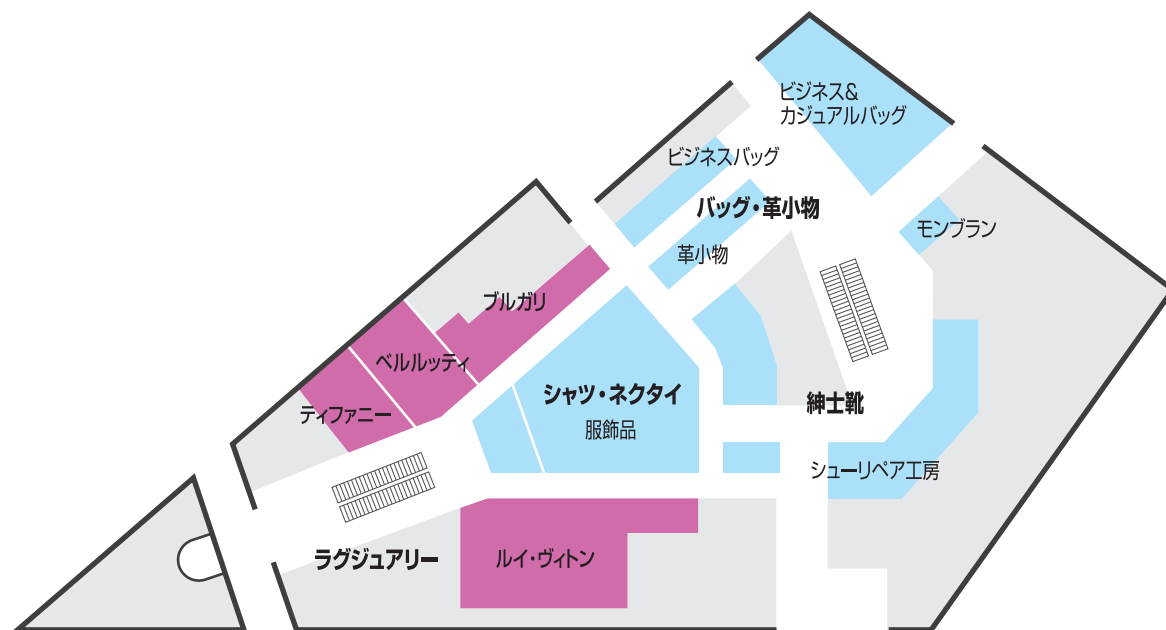 ビジネス&
カジュアルバッグ
ビジネスバッグ
バッグ・革小物
モンブラン
革小物
ブルガリ
ベルルッティ
シャツ・ネクタイ
紳士靴
ティファニー
服飾品
シューリペア工房
ラグジュアリー
ルイ・ヴィトン